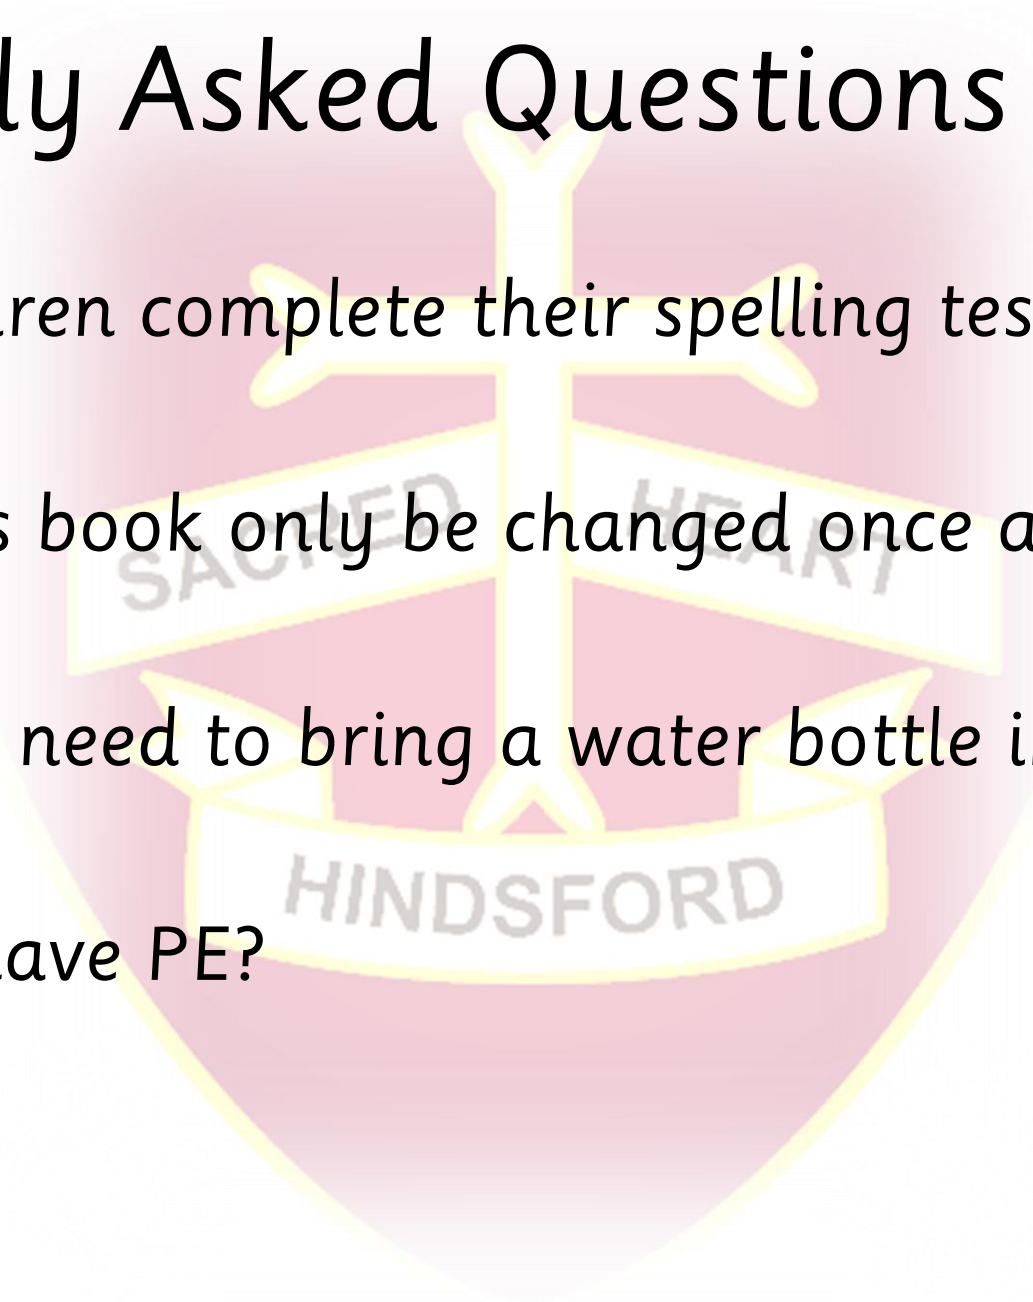 ly Asked Questions
ren complete their spelling tes
s book only be changed once a
SACRED HEART
need to bring a water bottle i
HINDSFORD
ave PE?